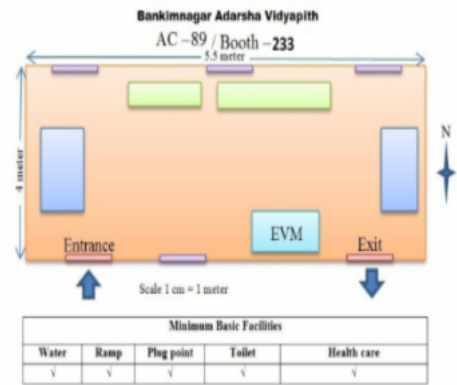 Bankimnagar Adarsha Vidyapith
AC -89 / Booth -233
5.5 meter
4 meter
N
EVM
Entrance
Exit
Scale 1 cm = 1 meter
Minimum Basic Facilities
Water Ramp Plug point Toilet Health care
√ √ √ √ √